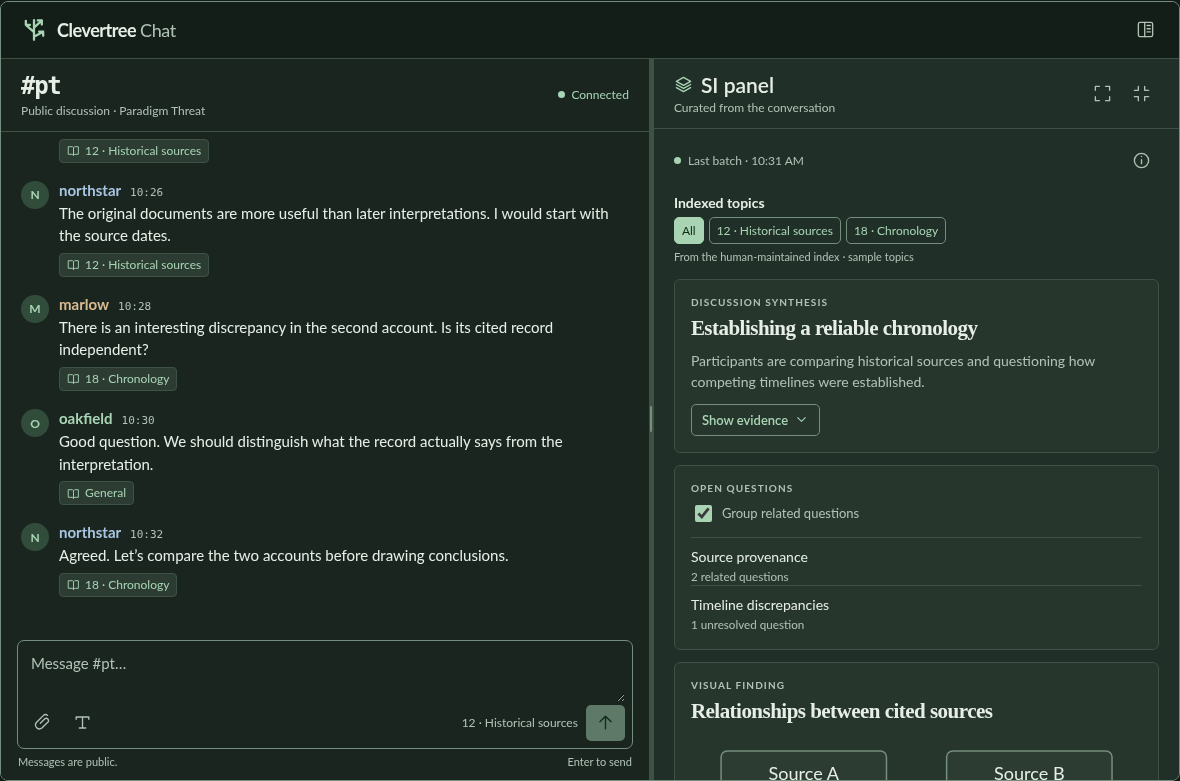 Clevertree Chat
#pt
Public discussion · Paradigm Threat
Connected
12 · Historical sources
N
northstar 10:26
The original documents are more useful than later interpretations. I would start with
the source dates.
12 · Historical sources
M
marlow 10:28
There is an interesting discrepancy in the second account. Is its cited record
independent?
18 · Chronology
O
oakfield 10:30
Good question. We should distinguish what the record actually says from the
interpretation.
General
N
northstar 10:32
Agreed. Let’s compare the two accounts before drawing conclusions.
18 · Chronology
Message #pt…
12 · Historical sources
Messages are public.
Enter to send
SI panel
Curated from the conversation
Last batch · 10:31 AM
Indexed topics
All
12 · Historical sources
18 · Chronology
From the human-maintained index · sample topics
DISCUSSION SYNTHESIS
Establishing a reliable chronology
Participants are comparing historical sources and questioning how
competing timelines were established.
Show evidence
OPEN QUESTIONS
Group related questions
Source provenance
2 related questions
Timeline discrepancies
1 unresolved question
VISUAL FINDING
Relationships between cited sources
Source A
Source B